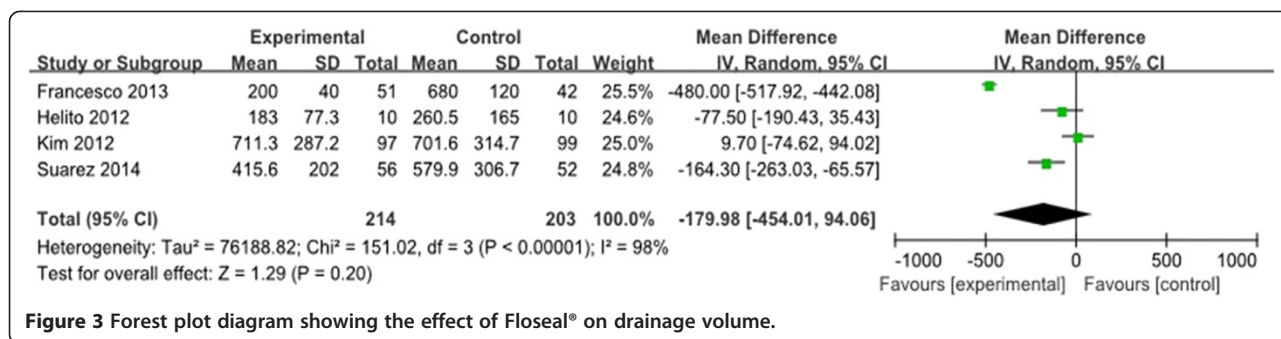 Experimental Control Mean Difference Mean Difference
Study or Subgroup Mean SD Total Mean SD Total Weight IV, Random, 95% CI IV, Random, 95% CI
Francesco 2013 200 40 51 680 120 42 25.5% -480.00 [-517.92, -442.08]
Helito 2012 183 77.3 10 260.5 165 10 24.6% -77.50 [-190.43, 35.43]
Kim 2012 711.3 287.2 97 701.6 314.7 99 25.0% 9.70 [-74.62, 94.02]
Suarez 2014 415.6 202 56 579.9 306.7 52 24.8% -164.30 [-263.03, -65.57]
Total (95% CI) 214 203 100.0% -179.98 [-454.01, 94.06]
Heterogeneity: Tau² = 76188.82; Chi² = 151.02, df = 3 (P < 0.00001); I² = 98%
Test for overall effect: Z = 1.29 (P = 0.20)
-1000 -500 0 500 1000
Favours [experimental] Favours [control]
Figure 3 Forest plot diagram showing the effect of Floseal® on drainage volume.